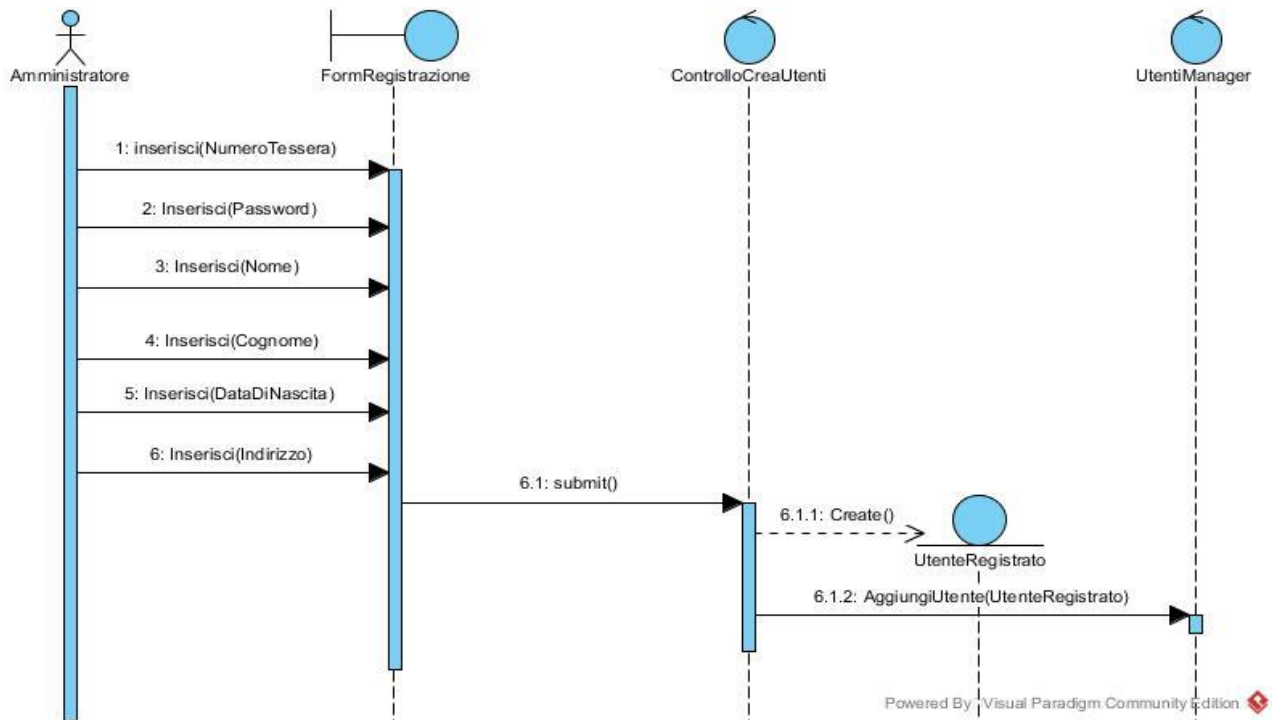 Amministratore
FormRegistrazione
ControlloCreaUtenti
UtentiManager
1: inserisci(NumeroTessera)
2: Inserisci(Password)
3: Inserisci(Nome)
4: Inserisci(Cognome)
5: Inserisci(DataDiNascita)
6: Inserisci(Indirizzo)
6.1: submit()
6.1.1: Create()
UtenteRegistrato
6.1.2: AggiungiUtente(UtenteRegistrato)
Powered By Visual Paradigm Community Edition